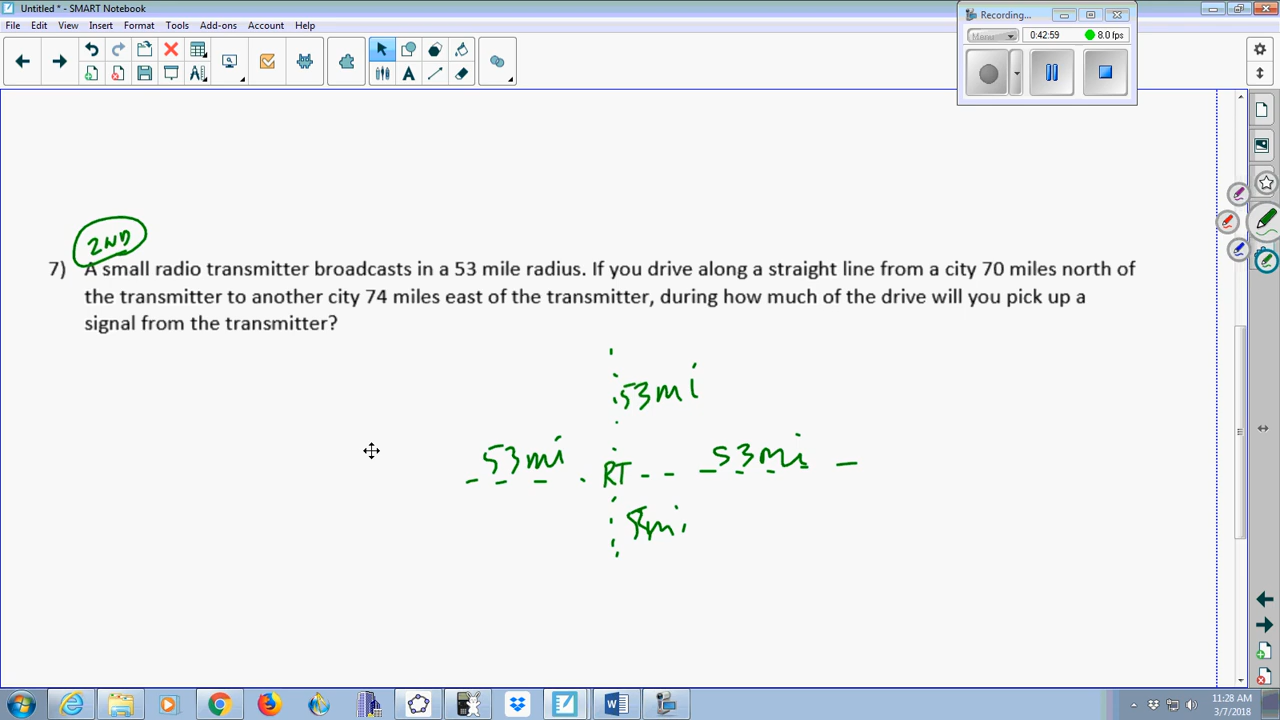 Untitled * - SMART Notebook
File Edit View Insert Format Tools Add-ons Account Help
Recording...
Menu 0:42:59 8.0 fps
2ND
7) A small radio transmitter broadcasts in a 53 mile radius. If you drive along a straight line from a city 70 miles north of
the transmitter to another city 74 miles east of the transmitter, during how much of the drive will you pick up a
signal from the transmitter?
53mi
53mi RT 53mi
mi
11:28 AM
3/7/2018